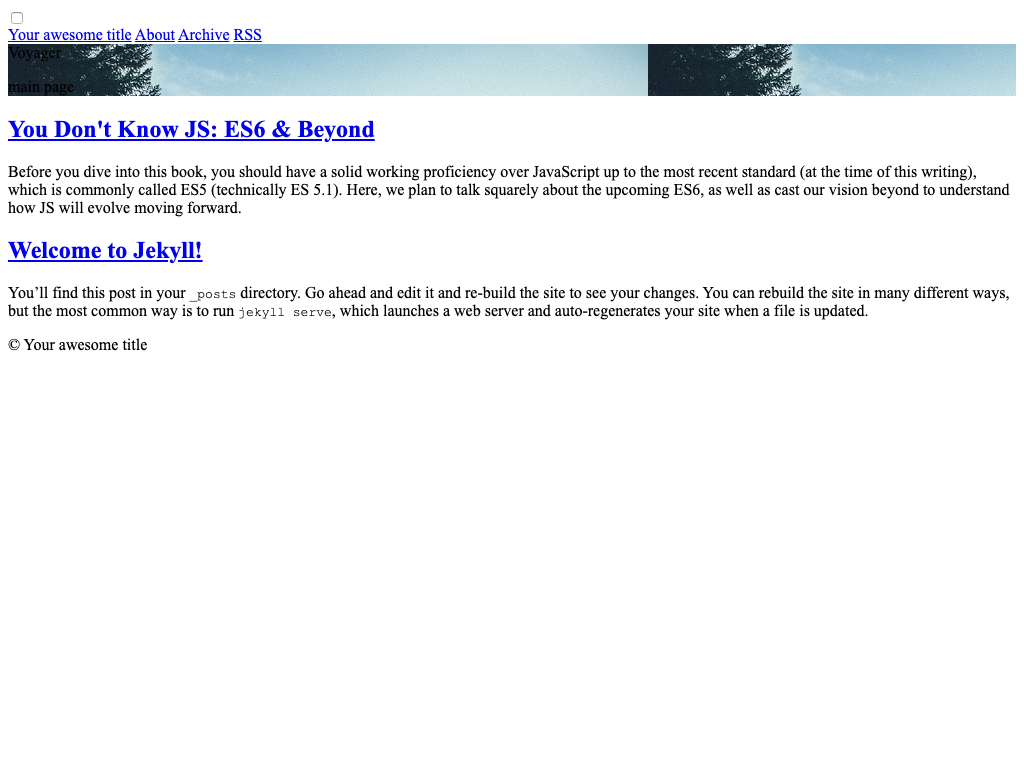 Your awesome title About Archive RSS
Voyager
main page
You Don't Know JS: ES6 & Beyond
Before you dive into this book, you should have a solid working proficiency over JavaScript up to the most recent standard (at the time of this writing),
which is commonly called ES5 (technically ES 5.1). Here, we plan to talk squarely about the upcoming ES6, as well as cast our vision beyond to understand
how JS will evolve moving forward.
Welcome to Jekyll!
You’ll find this post in your _posts directory. Go ahead and edit it and re-build the site to see your changes. You can rebuild the site in many different ways,
but the most common way is to run jekyll serve, which launches a web server and auto-regenerates your site when a file is updated.
© Your awesome title